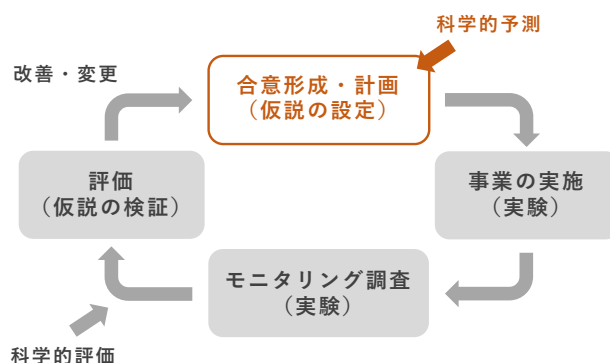 科学的予測
改善・変更
合意形成・計画
（仮説の設定）
評価
（仮説の検証）
事業の実施
（実験）
モニタリング調査
（実験）
科学的評価